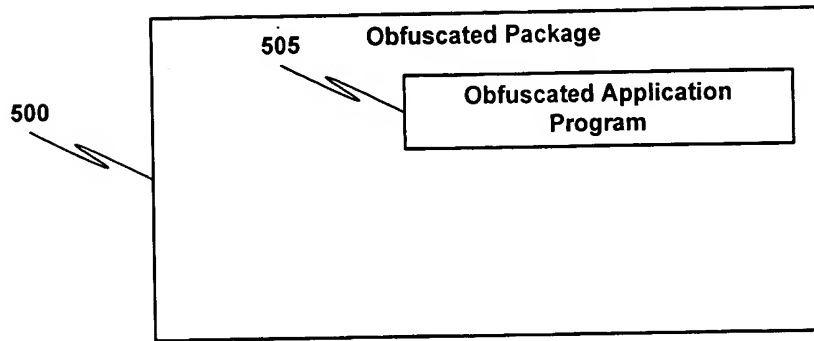 Obfuscated Package
505
Obfuscated Application
Program
500